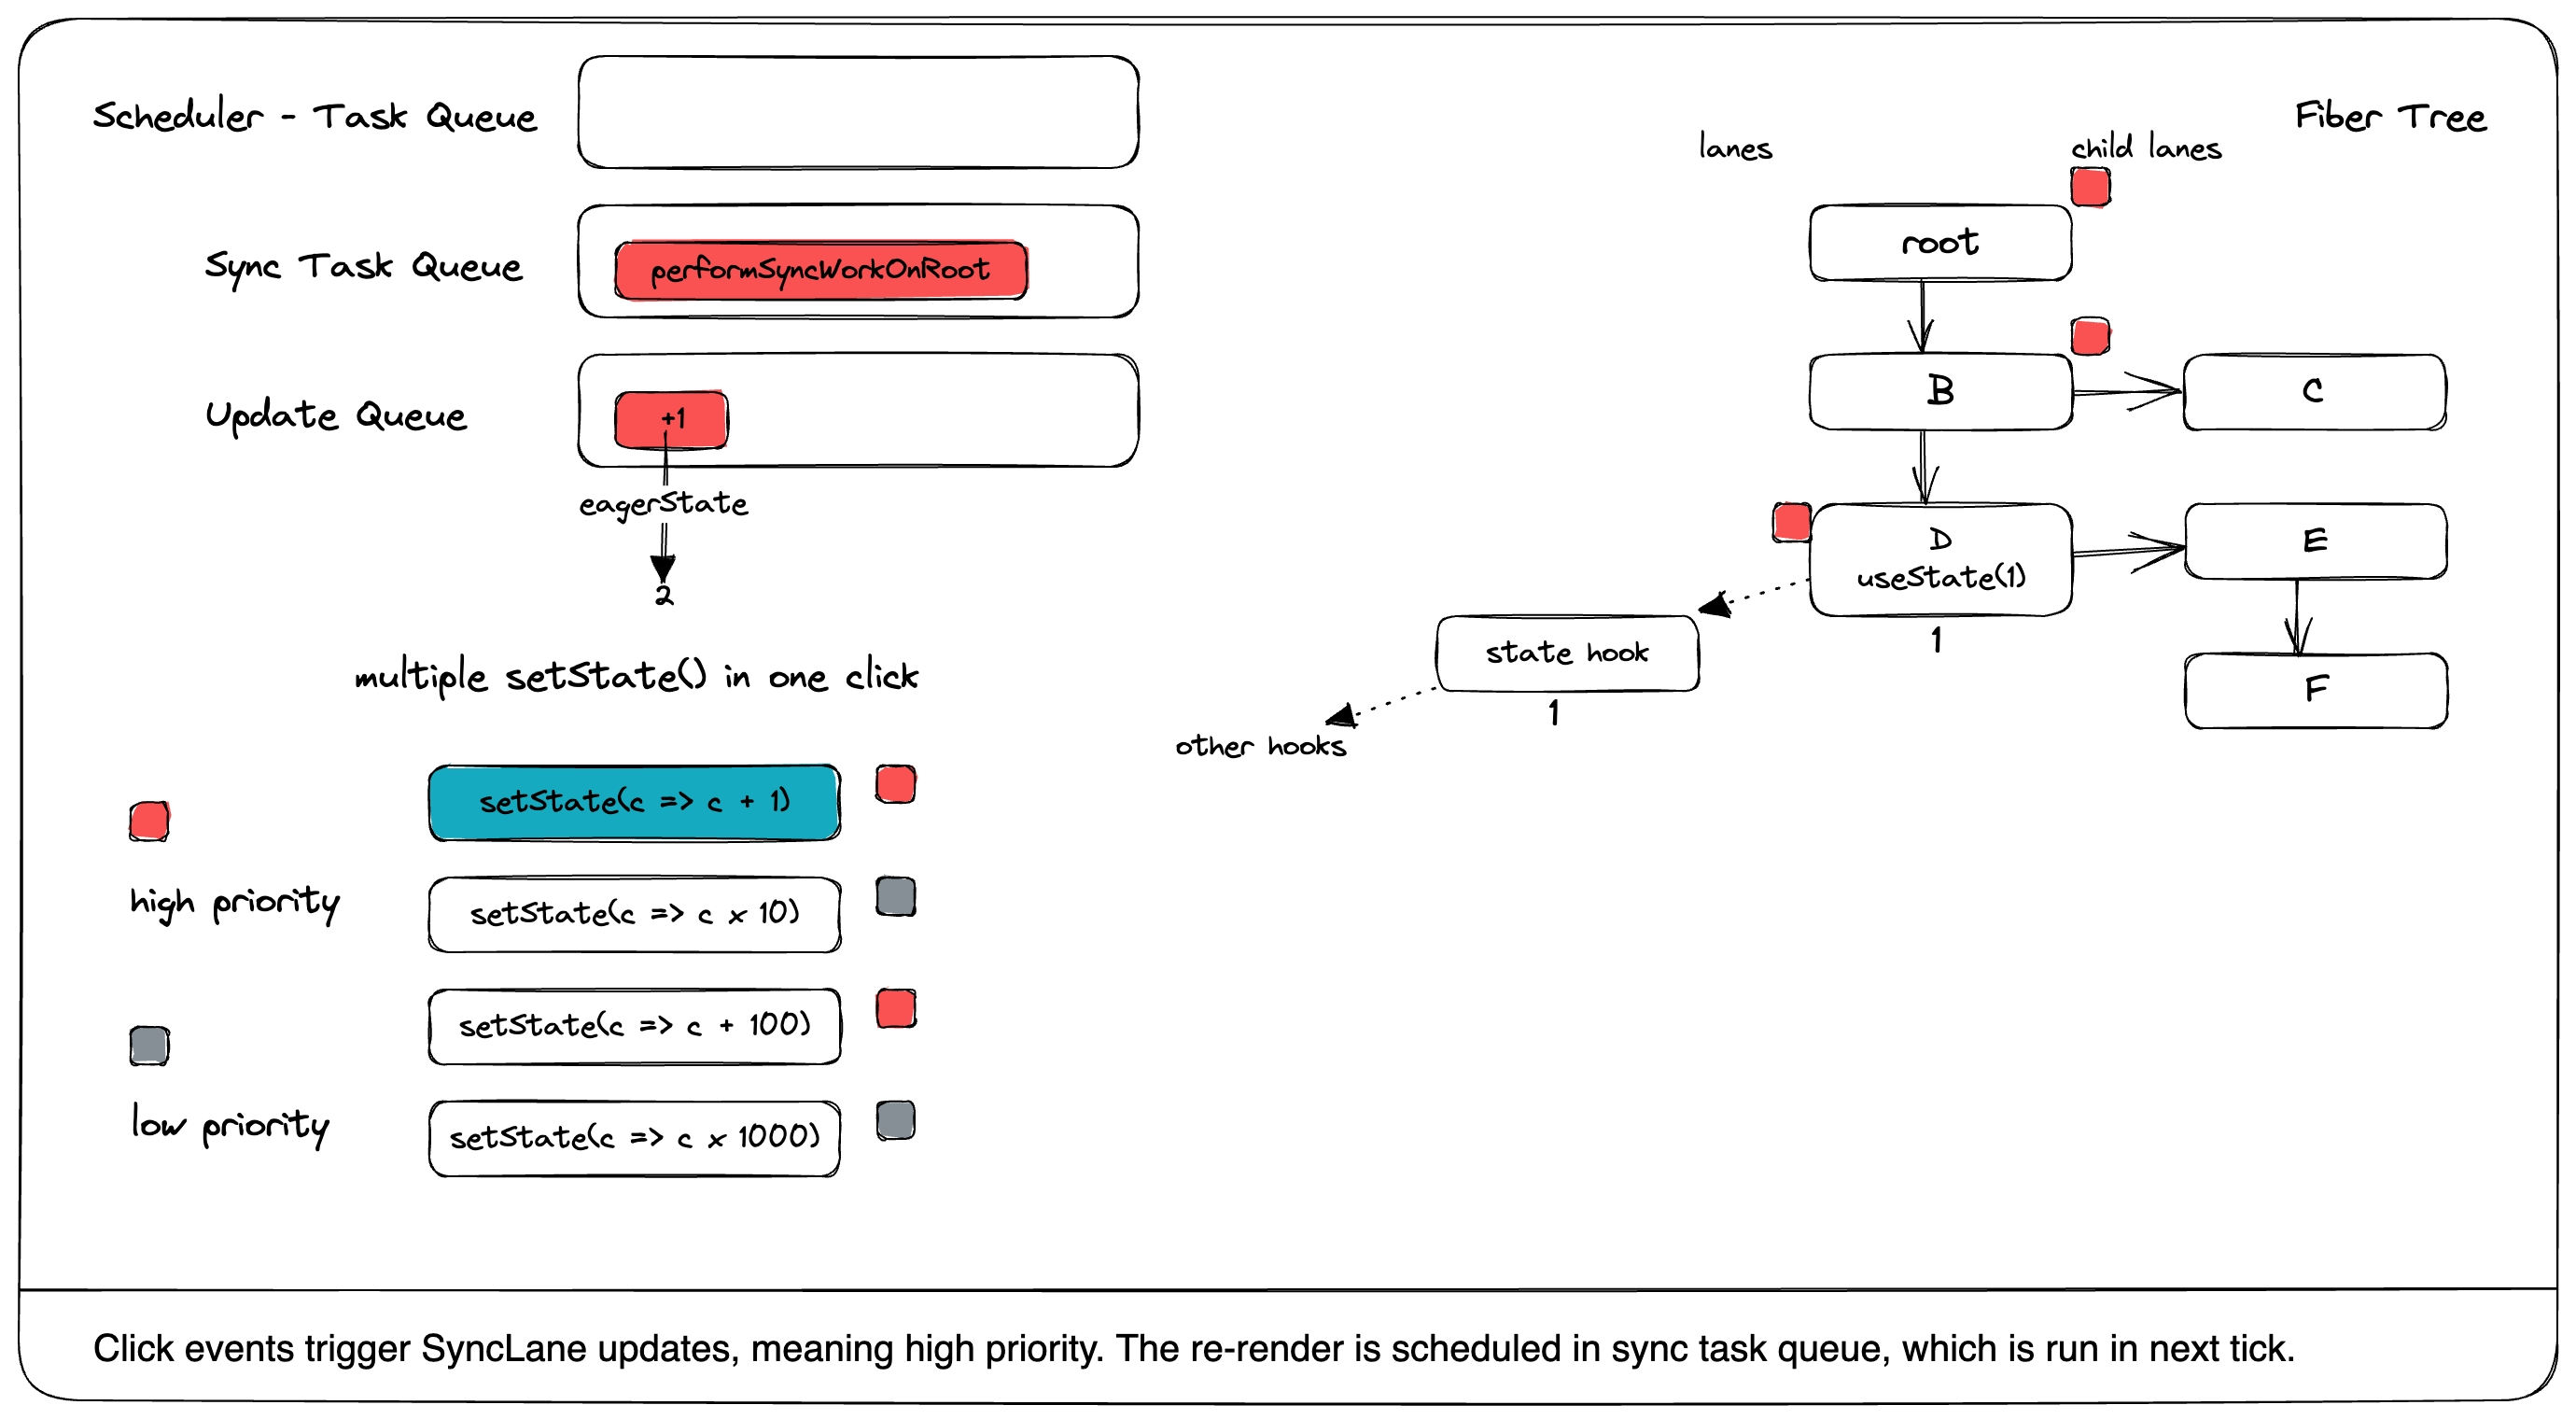 Scheduler - Task Queue
Sync Task Queue
performSyncWorkOnRoot
Update Queue
+1
eagerState
2
multiple setState() in one click
high priority
low priority
setState(c => c + 1)
setState(c => c x 10)
setState(c => c + 100)
setState(c => c x 1000)
Fiber Tree
lanes
child lanes
root
B
C
D
useState(1)
1
E
F
state hook
1
other hooks
Click events trigger SyncLane updates, meaning high priority. The re-render is scheduled in sync task queue, which is run in next tick.